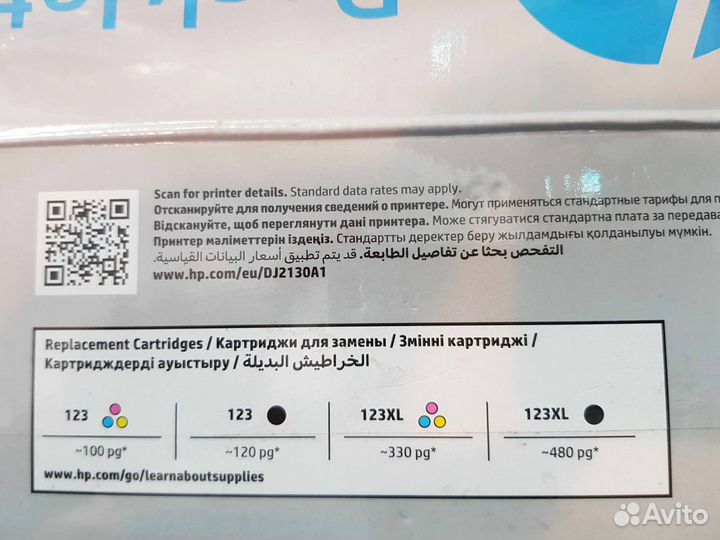 Scan for printer details. Standard data rates may apply.
Отсканируйте для получения сведений о принтере. Могут применяться стандартные тарифы для
Відскануйте, щоб переглянути дані принтера. Може стягуватися стандартна плата за
Принтер мәліметтерін іздеңіз. Стандартты деректер беру жылдамдығы қолданылуы мүмкін.
التفحص بحثا عن تفاصيل الطابعة. قد يتم تطبيق أسعار البيانات القياسية.
www.hp.com/eu/DJ2130A1
Replacement Cartridges / Картриджи для замены / Змінні картриджі /
Картридждерді ауыстыру / الخراطيش البديلة
123 123 123XL 123XL
~100 pg* ~120 pg* ~330 pg* ~480 pg*
www.hp.com/go/learnaboutsupplies
Avito